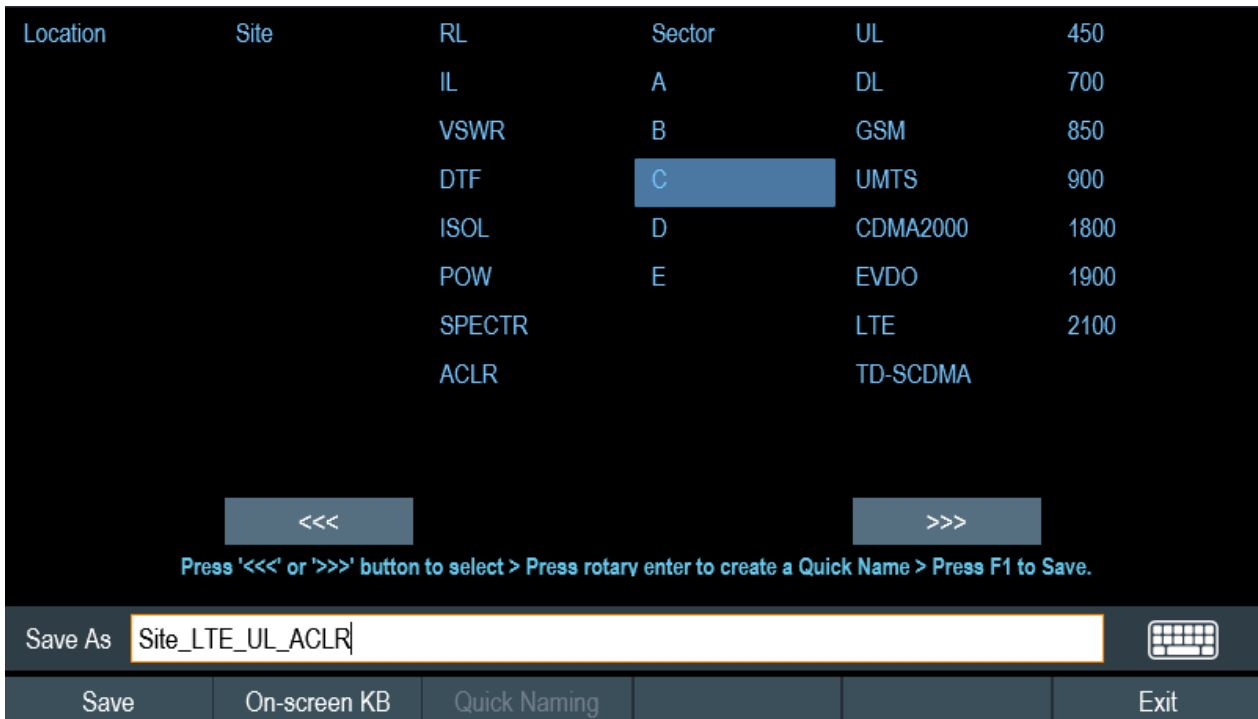 Location Site RL Sector UL 450
IL A DL 700
VSWR B GSM 850
DTF C UMTS 900
ISOL D CDMA2000 1800
POW E EVDO 1900
SPECTR LTE 2100
ACLR TD-SCDMA
<<< >>>
Press '<<<' or '>>>' button to select > Press rotary enter to create a Quick Name > Press F1 to Save.
Save As Site_LTE_UL_ACLR
Save On-screen KB Quick Naming Exit